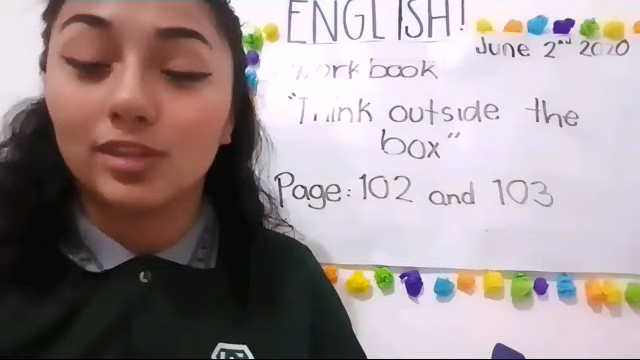 ENGLISH!
June 2nd 2020
Workbook
"Think outside the
box"
Page: 102 and 103